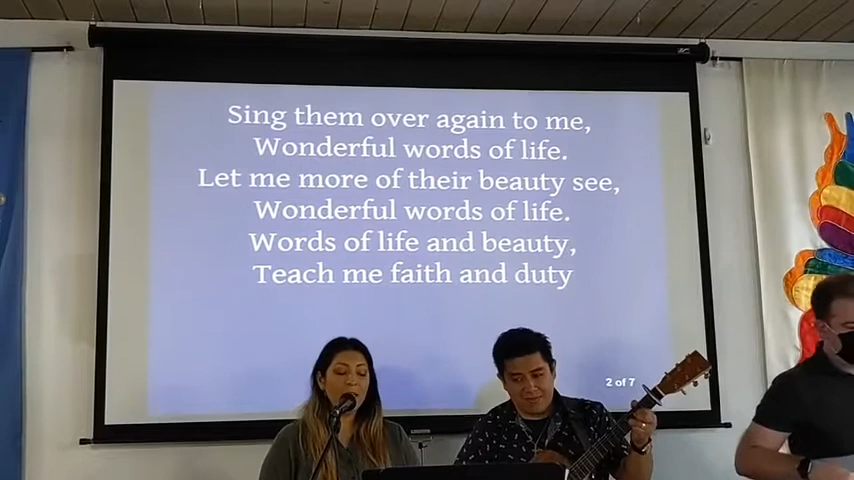 Sing them over again to me,
Wonderful words of life.
Let me more of their beauty see,
Wonderful words of life.
Words of life and beauty,
Teach me faith and duty;
2 of 7